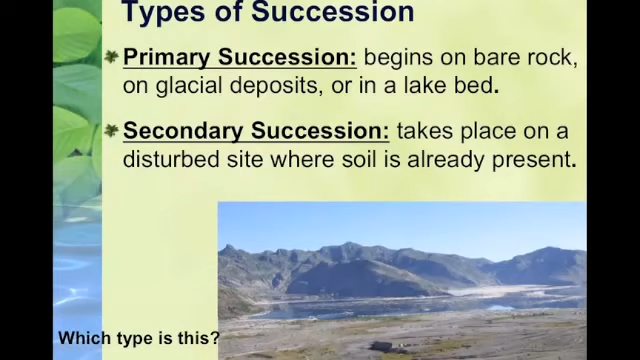 Types of Succession
Primary Succession: begins on bare rock,
on glacial deposits, or in a lake bed.
Secondary Succession: takes place on a
disturbed site where soil is already present.
Which type is this?